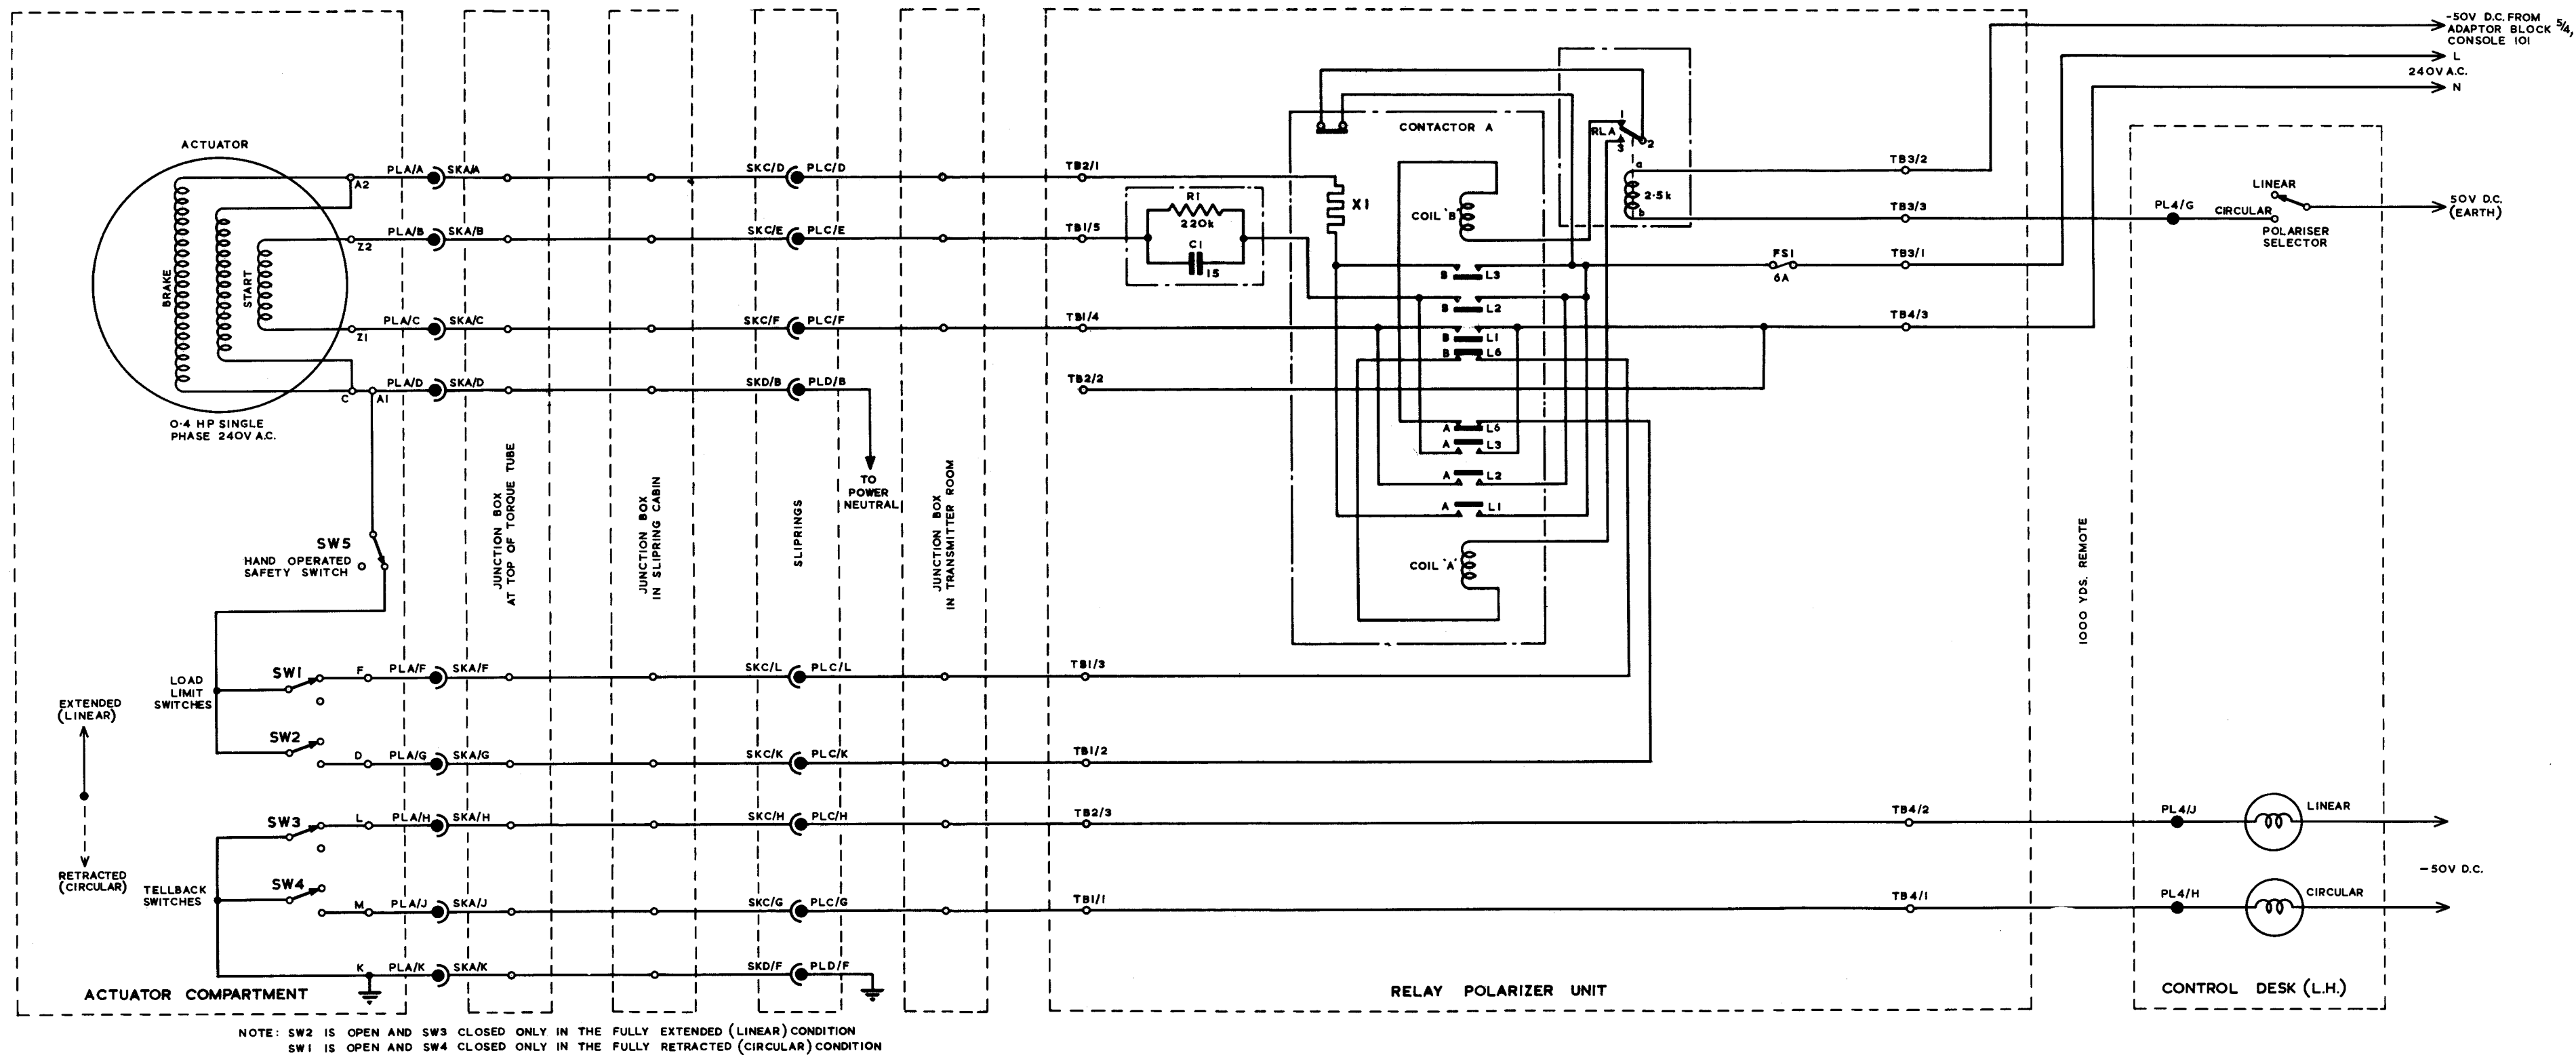 -50V D.C. FROM
ADAPTOR BLOCK 5/4,
CONSOLE 101
L
240V A.C.
N
ACTUATOR
BRAKE
START
0·4 HP SINGLE
PHASE 240V A.C.
A2
Z2
Z1
C
A1
PLA/A
SKA/A
PLA/B
SKA/B
PLA/C
SKA/C
PLA/D
SKA/D
SKC/D
PLC/D
SKC/E
PLC/E
SKC/F
PLC/F
SKD/B
PLD/B
TO
POWER
NEUTRAL
TB2/1
TB1/5
TB1/4
TB2/2
R1
220k
C1
15
X1
CONTACTOR A
COIL 'B'
B
L3
B
L2
B
L1
B
L6
A
L6
A
L3
A
L2
A
L1
COIL 'A'
RLA
2
3
a
2·5k
b
TB3/2
TB3/3
FS1
6A
TB3/1
TB4/3
PL4/G
LINEAR
CIRCULAR
POLARISER
SELECTOR
50V D.C.
(EARTH)
SW5
HAND OPERATED
SAFETY SWITCH
JUNCTION BOX
AT TOP OF TORQUE TUBE
JUNCTION BOX
IN SLIPRING CABIN
SLIPRINGS
JUNCTION BOX
IN TRANSMITTER ROOM
1000 YDS. REMOTE
LOAD
LIMIT
SWITCHES
SW1
F
PLA/F
SKA/F
SKC/L
PLC/L
TB1/3
SW2
D
PLA/G
SKA/G
SKC/K
PLC/K
TB1/2
EXTENDED
(LINEAR)
RETRACTED
(CIRCULAR)
TELLBACK
SWITCHES
SW3
L
PLA/H
SKA/H
SKC/H
PLC/H
TB2/3
TB4/2
PL4/J
LINEAR
-50V D.C.
SW4
M
PLA/J
SKA/J
SKC/G
PLC/G
TB1/1
TB4/1
PL4/H
CIRCULAR
K
PLA/K
SKA/K
SKD/F
PLD/F
ACTUATOR COMPARTMENT
RELAY POLARIZER UNIT
CONTROL DESK (L.H.)
NOTE: SW2 IS OPEN AND SW3 CLOSED ONLY IN THE FULLY EXTENDED (LINEAR) CONDITION
SW1 IS OPEN AND SW4 CLOSED ONLY IN THE FULLY RETRACTED (CIRCULAR) CONDITION